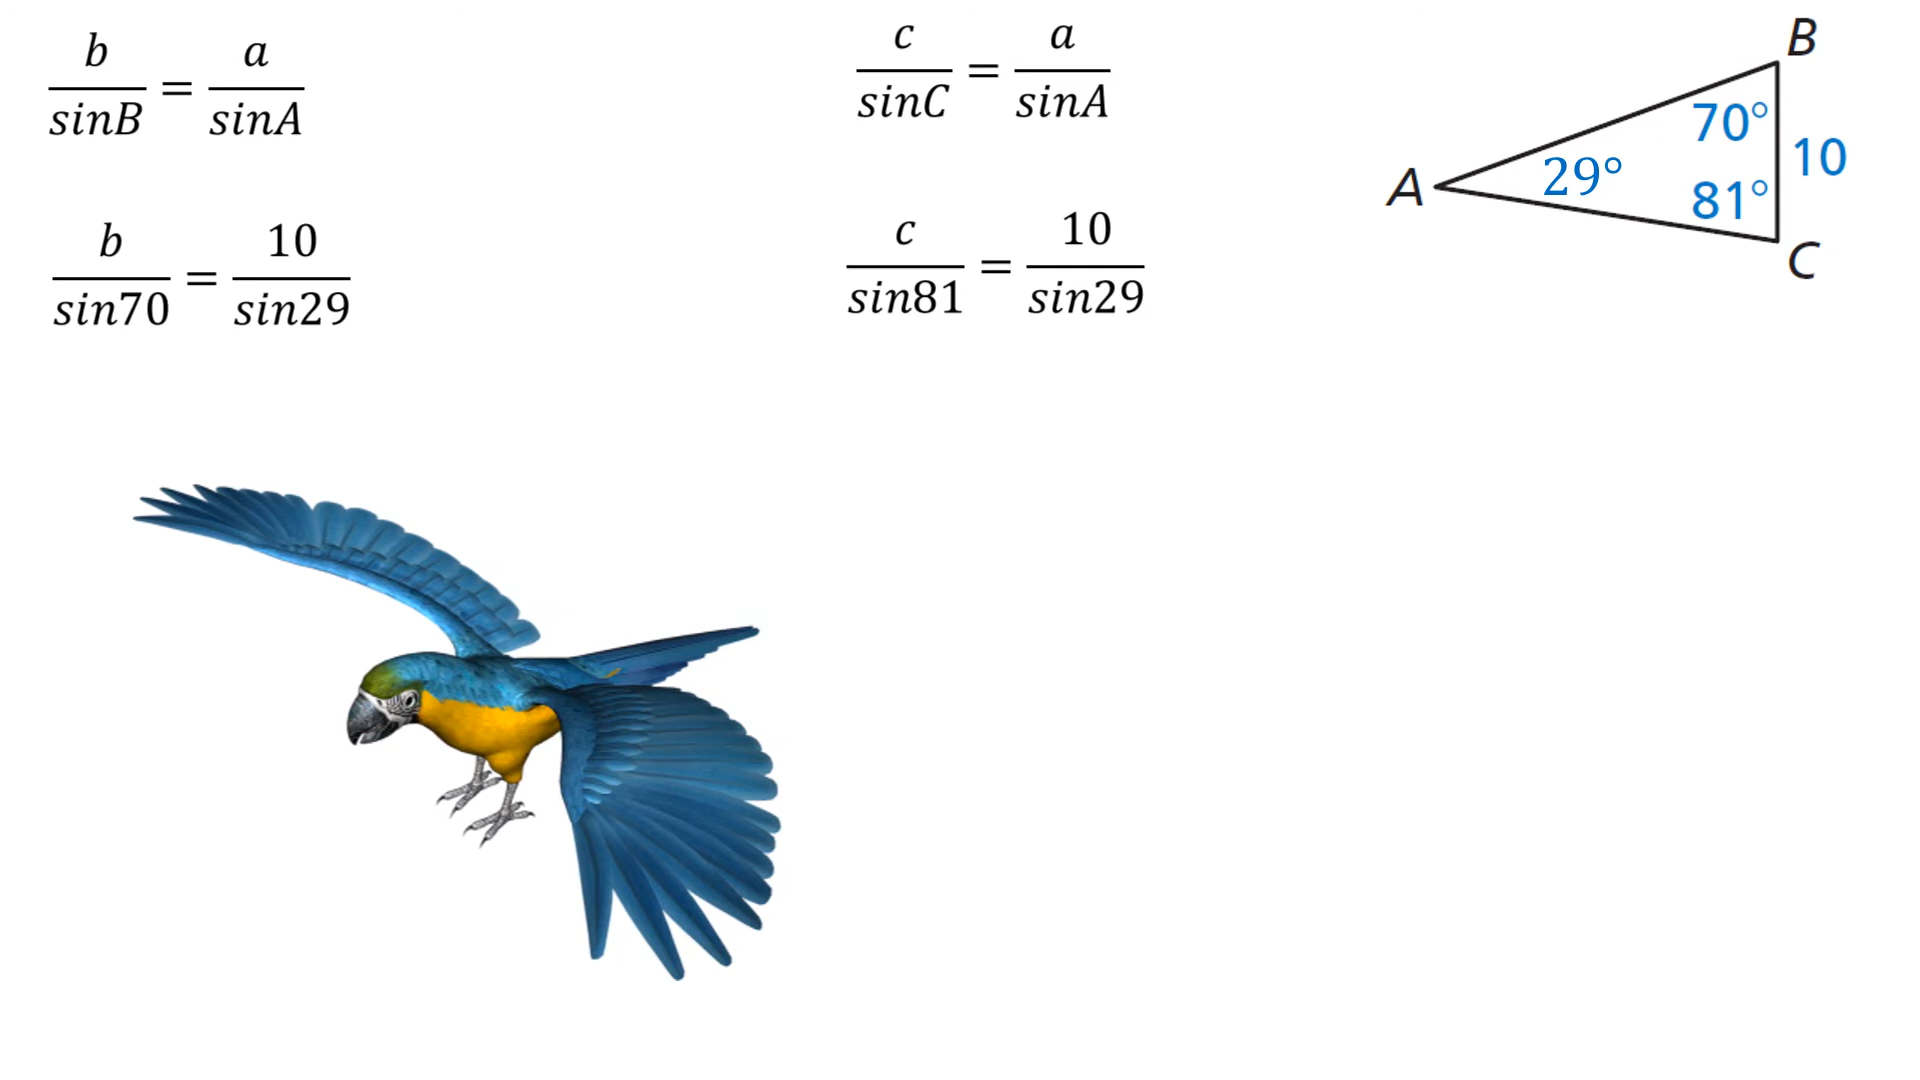 b/sinB = a/sinA
b/sin70 = 10/sin29
c/sinC = a/sinA
c/sin81 = 10/sin29
B
70°
10
A
29°
81°
C